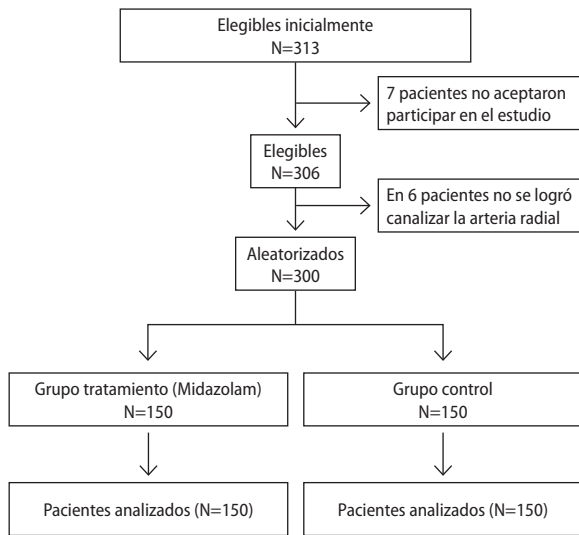 Elegibles inicialmente
N=313
7 pacientes no aceptaron
participar en el estudio
Elegibles
N=306
En 6 pacientes no se logró
canalizar la arteria radial
Aleatorizados
N=300
Grupo tratamiento (Midazolam)
N=150
Grupo control
N=150
Pacientes analizados (N=150)
Pacientes analizados (N=150)